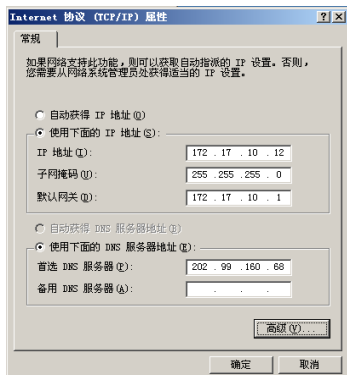 Internet 协议 (TCP/IP) 属性
常规
如果网络支持此功能，则可以获取自动指派的 IP 设置。否则，
您需要从网络系统管理员处获得适当的 IP 设置。
自动获得 IP 地址(O)
使用下面的 IP 地址(S):
IP 地址(I): 172 . 17 . 10 . 12
子网掩码(U): 255 .255 .255 . 0
默认网关(D): 172 . 17 . 10 . 1
自动获得 DNS 服务器地址(B)
使用下面的 DNS 服务器地址(E):
首选 DNS 服务器(P): 202 . 99 .160 . 68
备用 DNS 服务器(A): . . .
高级(V)...
确定 取消